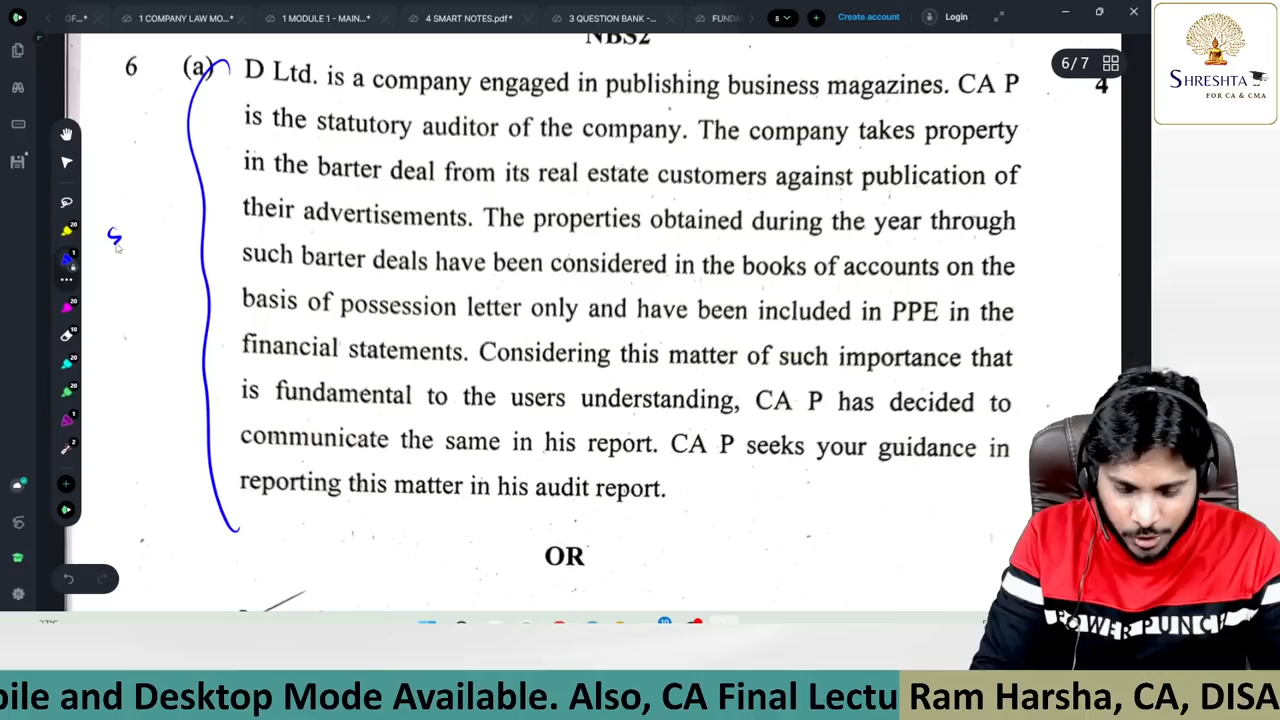 1 COMPANY LAW MO...*
1 MODULE 1 - MAIN...*
4 SMART NOTES.pdf*
3 QUESTION BANK -...
FUND
8
Create account
Login
SHRESHTA
FOR CA & CMA
NBS2
6 / 7
6 (a) D Ltd. is a company engaged in publishing business magazines. CA P 4
is the statutory auditor of the company. The company takes property
in the barter deal from its real estate customers against publication of
their advertisements. The properties obtained during the year through
such barter deals have been considered in the books of accounts on the
basis of possession letter only and have been included in PPE in the
financial statements. Considering this matter of such importance that
is fundamental to the users understanding, CA P has decided to
communicate the same in his report. CA P seeks your guidance in
reporting this matter in his audit report.
OR
POWER PUNCH
bile and Desktop Mode Available. Also, CA Final Lectu
Ram Harsha, CA, DISA